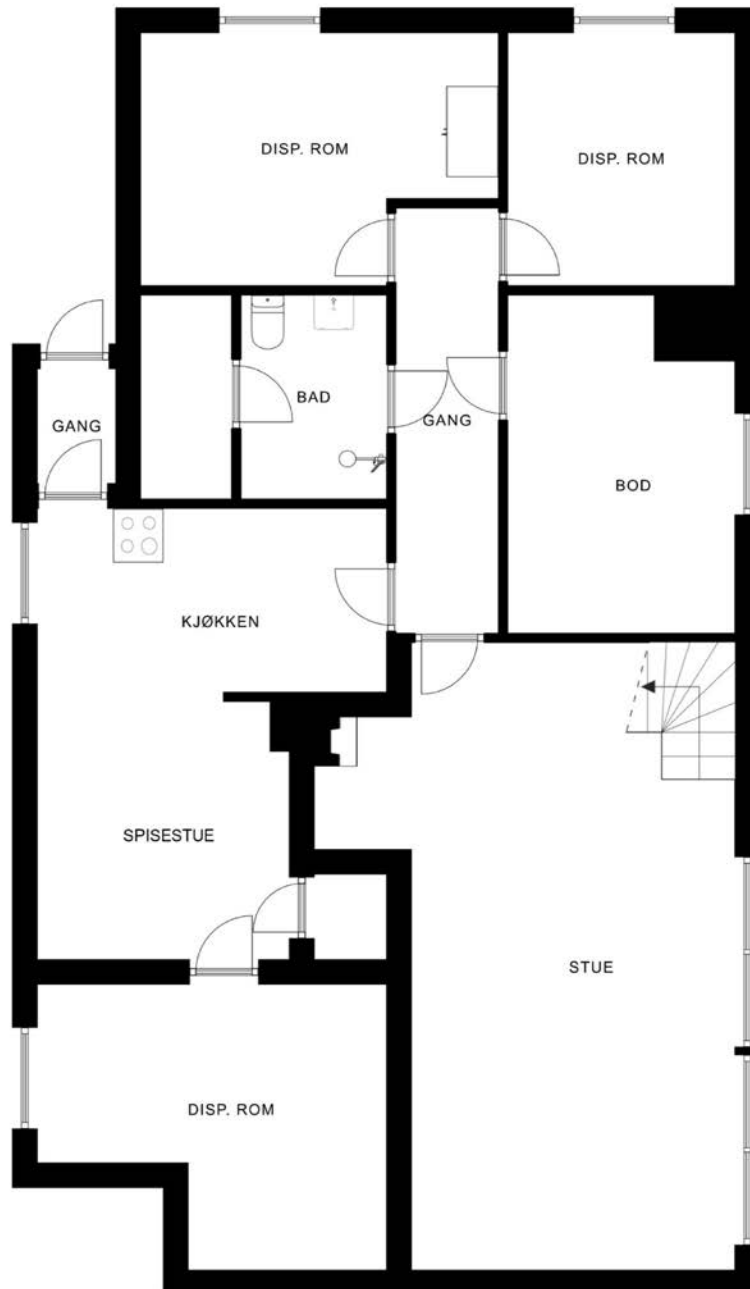 DISP. ROM
DISP. ROM
BAD
GANG
GANG
BOD
KJØKKEN
SPISESTUE
STUE
DISP. ROM